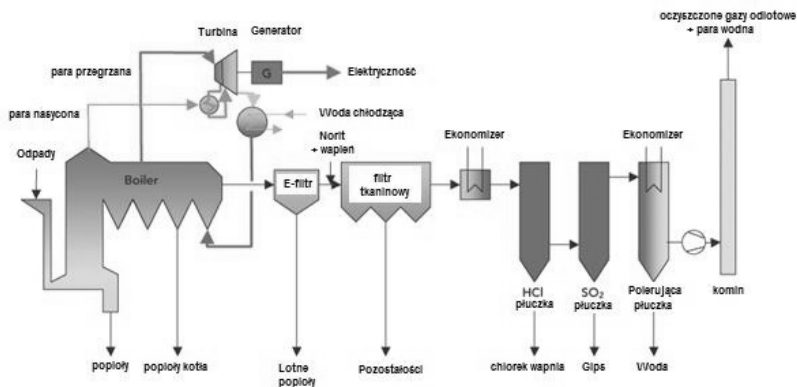 oczyszczone gazy odlotowe
+ para wodna
Turbina
Generator
para przegrzana
G
Elektryczność
para nasycona
Woda chłodząca
Norit
+ wapień
Ekonomizer
Ekonomizer
Odpady
Boiler
E-filtr
filtr
tkaninowy
HCl
płuczka
SO₂
płuczka
Polerująca
płuczka
komin
popioły
popioły kotła
Lotne
popioły
Pozostałości
chlorek wapnia
Gips
Woda